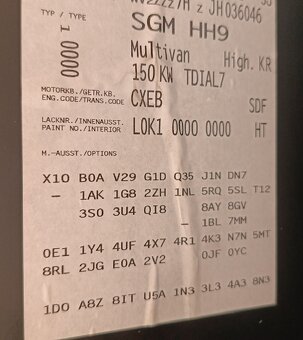 TYP / TYPE
SGM HH9
Multivan High. KR
150 KW TDIAL7
MOTORKB./GETR.KB.
ENG.CODE/TRANS.CODE CXEB SDF
LACKNR./INNENAUSST.
PAINT NO./INTERIOR L0K1 0000 0000 HT
M.-AUSST./OPTIONS
X10 B0A V29 G1D Q35 J1N DN7
- 1AK 1G8 2ZH 1NL 5RQ 5SL T12
3S0 3U4 QI8 8AY 8GV
- 1BL 7MM
0E1 1Y4 4UF 4X7 4R1 4K3 N7N 5MT
8RL 2JG E0A 2V2 0JF 0YC
1D0 A8Z 8IT U5A 1N3 3L3 4A3 8N3
1 0000